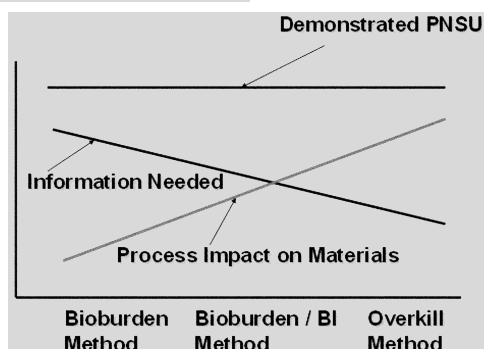 Demonstrated PNSU
Information Needed
Process Impact on Materials
Bioburden Bioburden / BI Overkill
Method Method Method